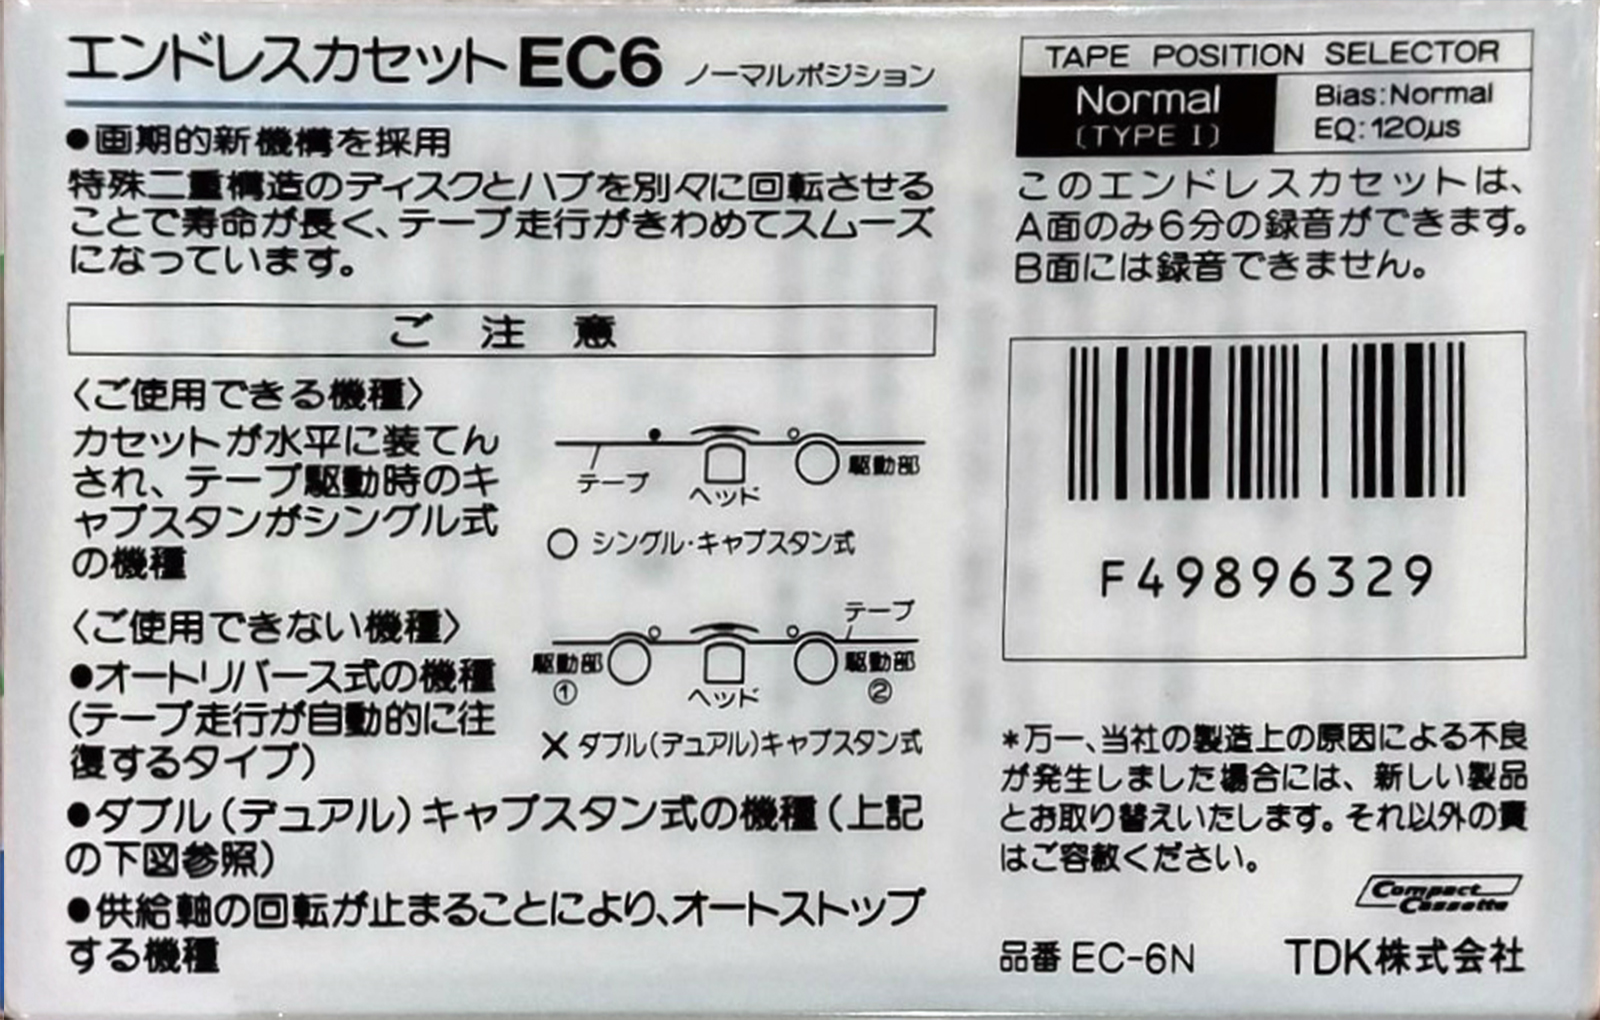 エンドレスカセットEC6 ノーマルポジション
●画期的新機構を採用
特殊二重構造のディスクとハブを別々に回転させる
ことで寿命が長く、テープ走行がきわめてスムーズ
になっています。
ご注意
〈ご使用できる機種〉
カセットが水平に装てん
され、テープ駆動時のキ
ャプスタンがシングル式
の機種
テープ
ヘッド
駆動部
○ シングル・キャプスタン式
〈ご使用できない機種〉
●オートリバース式の機種
(テープ走行が自動的に往
復するタイプ)
テープ
駆動部
①
ヘッド
駆動部
②
× ダブル(デュアル)キャプスタン式
●ダブル(デュアル)キャプスタン式の機種(上記
の下図参照)
●供給軸の回転が止まることにより、オートストップ
する機種
TAPE POSITION SELECTOR
Normal
(TYPE I)
Bias:Normal
EQ:120μs
このエンドレスカセットは、
A面のみ6分の録音ができます。
B面には録音できません。
F49896329
*万一、当社の製造上の原因による不良
が発生しました場合には、新しい製品
とお取り替えいたします。それ以外の責
はご容赦ください。
Compact
Cassette
品番 EC-6N TDK株式会社